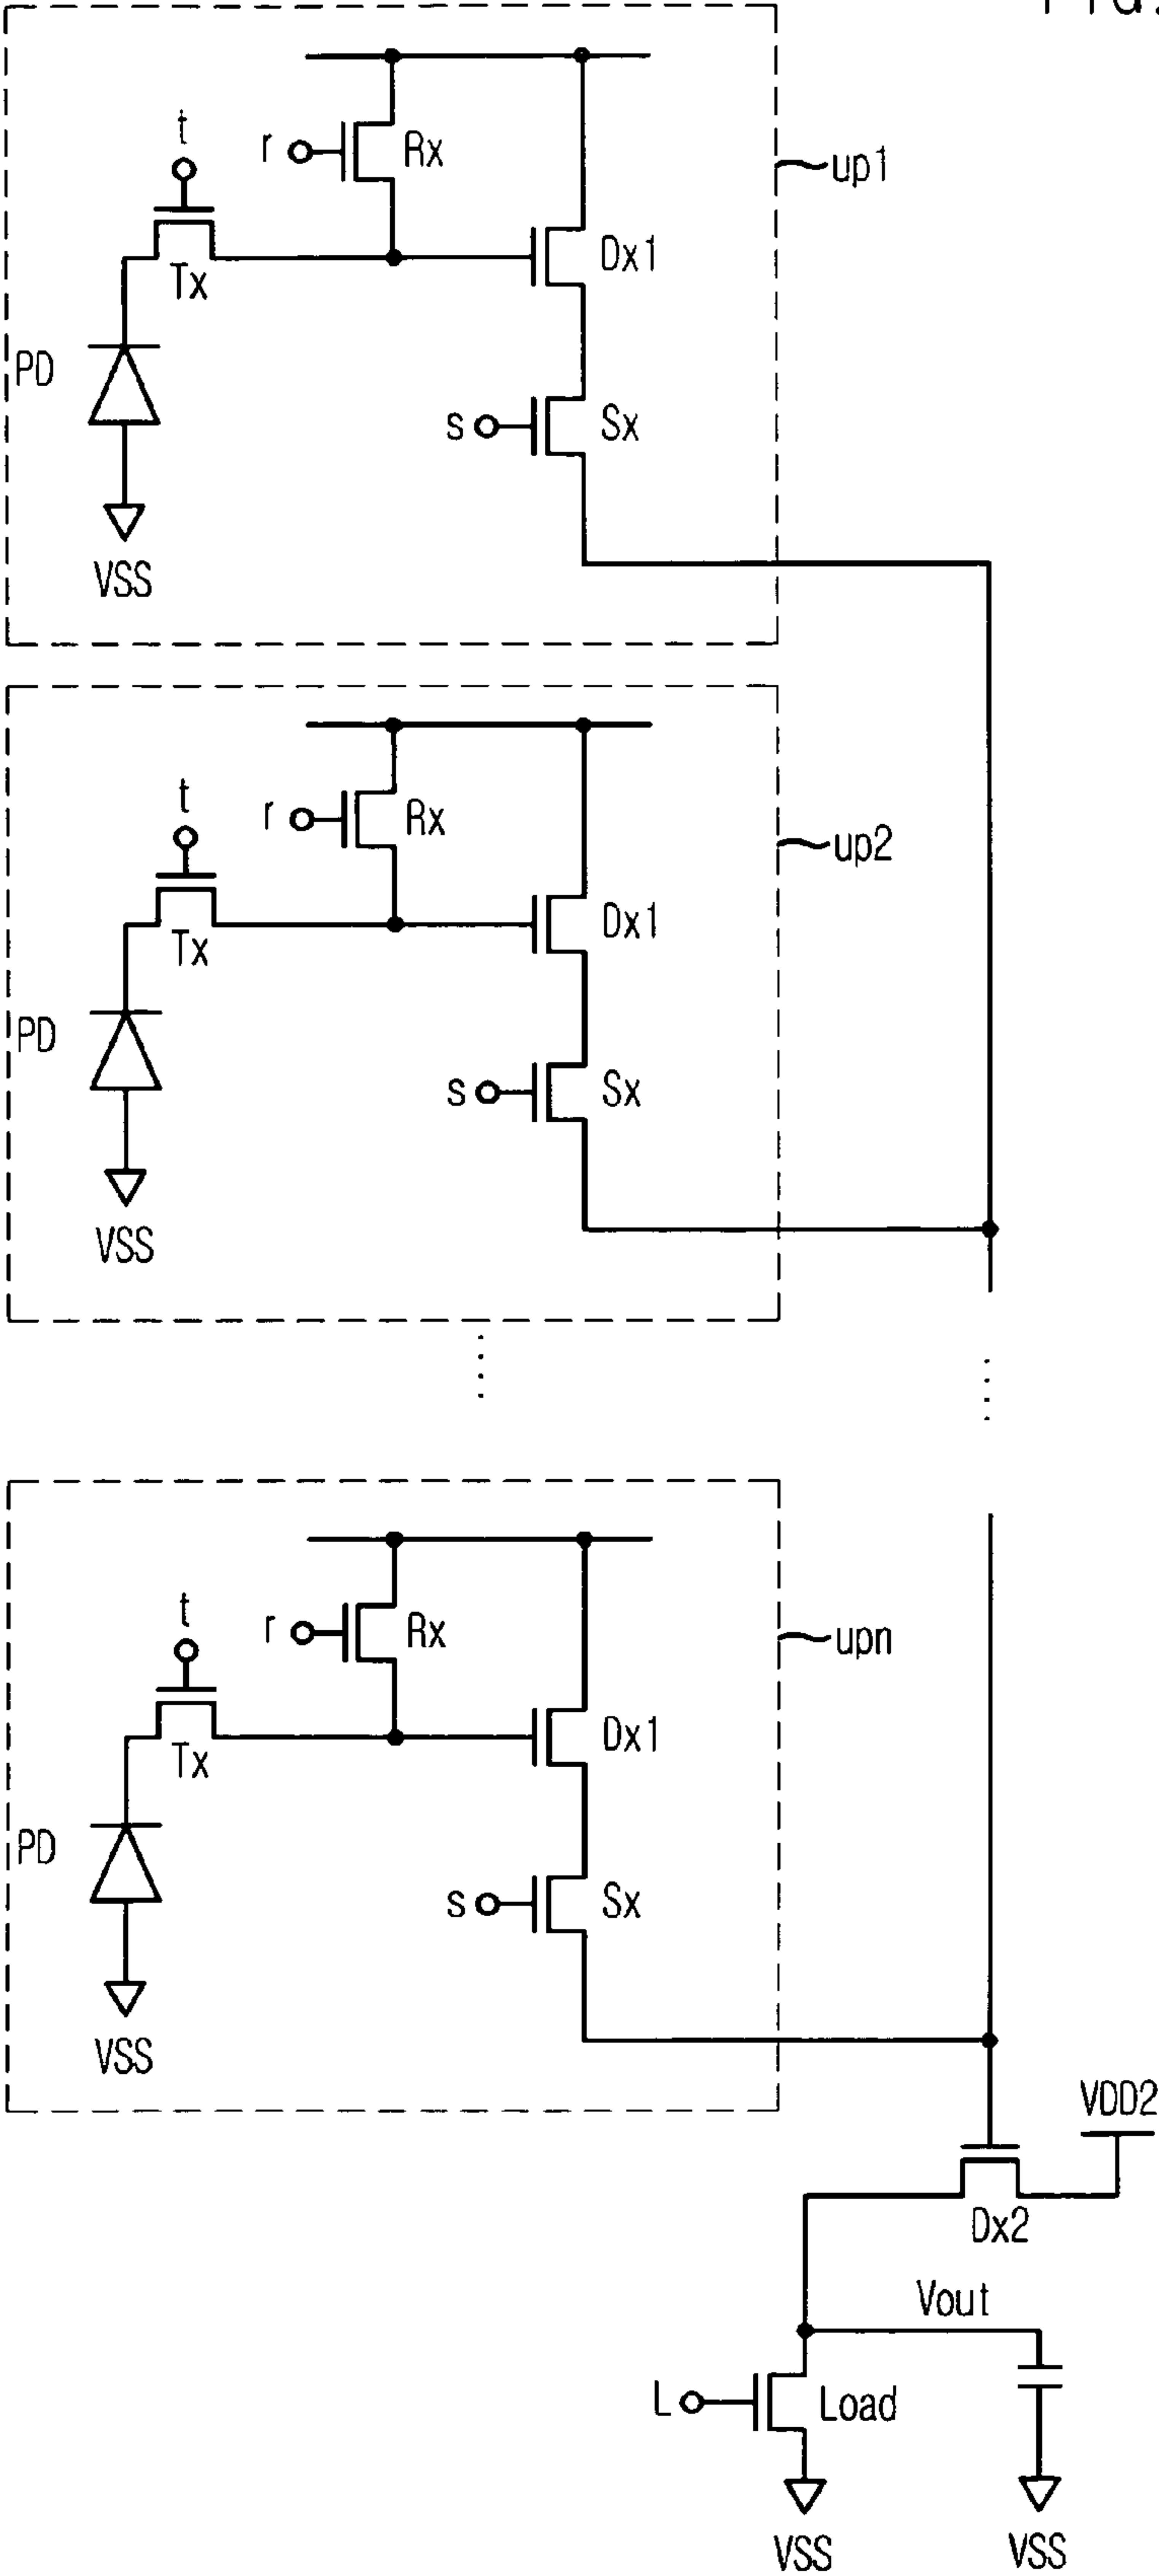 t
r
Rx
up1
Tx
Dx1
PD
s
Sx
VSS
t
r
Rx
up2
Tx
Dx1
PD
s
Sx
VSS
t
r
Rx
upn
Tx
Dx1
PD
s
Sx
VSS
VDD2
Dx2
Vout
L
Load
VSS
VSS